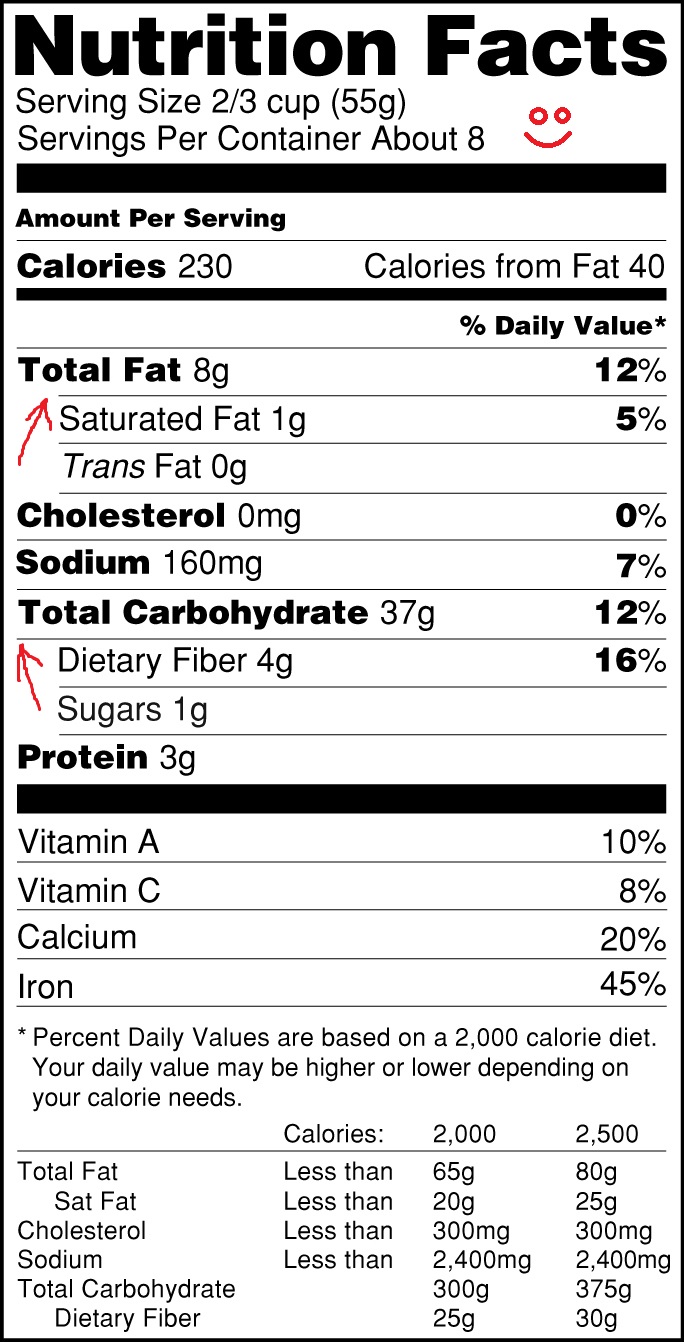 Nutrition Facts
Serving Size 2/3 cup (55g)
Servings Per Container About 8
Amount Per Serving
Calories 230 Calories from Fat 40
% Daily Value*
Total Fat 8g 12%
Saturated Fat 1g 5%
Trans Fat 0g
Cholesterol 0mg 0%
Sodium 160mg 7%
Total Carbohydrate 37g 12%
Dietary Fiber 4g 16%
Sugars 1g
Protein 3g
Vitamin A 10%
Vitamin C 8%
Calcium 20%
Iron 45%
* Percent Daily Values are based on a 2,000 calorie diet.
Your daily value may be higher or lower depending on
your calorie needs.
Calories: 2,000 2,500
Total Fat Less than 65g 80g
Sat Fat Less than 20g 25g
Cholesterol Less than 300mg 300mg
Sodium Less than 2,400mg 2,400mg
Total Carbohydrate 300g 375g
Dietary Fiber 25g 30g